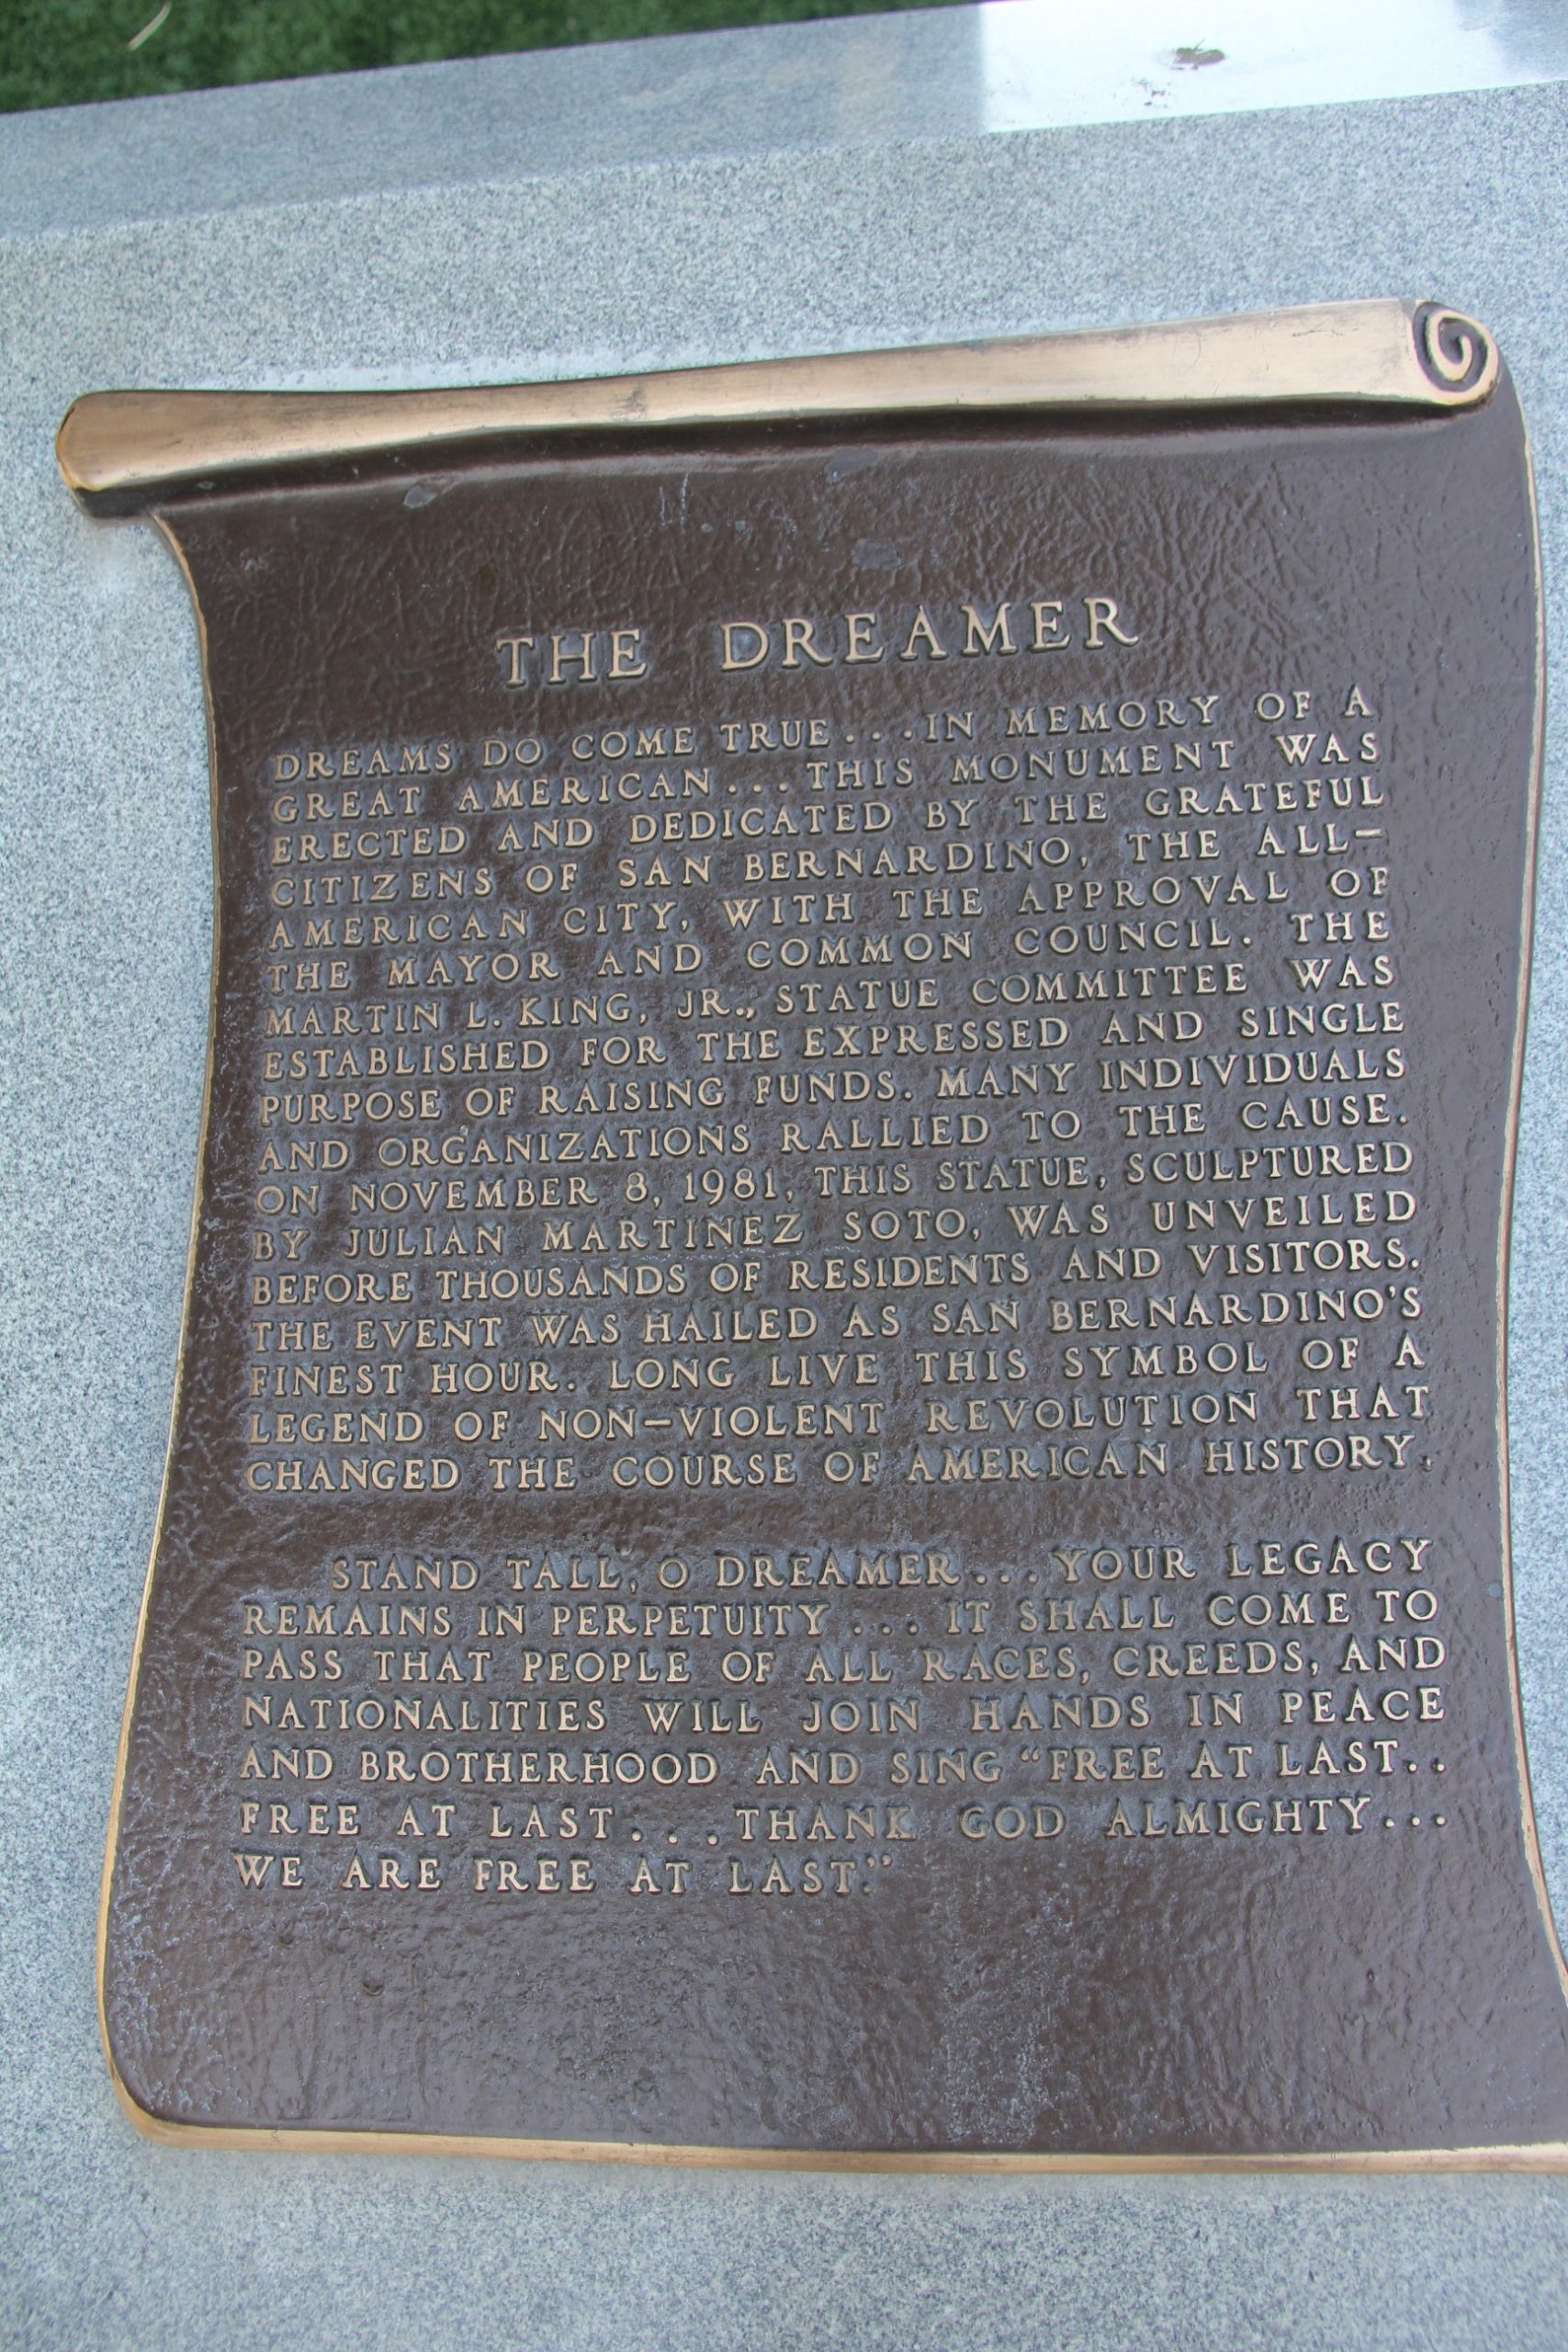 THE DREAMER
DREAMS DO COME TRUE...IN MEMORY OF A
GREAT AMERICAN...THIS MONUMENT WAS
ERECTED AND DEDICATED BY THE GRATEFUL
CITIZENS OF SAN BERNARDINO, THE ALL–
AMERICAN CITY, WITH THE APPROVAL OF
THE MAYOR AND COMMON COUNCIL. THE
MARTIN L. KING, JR., STATUE COMMITTEE WAS
ESTABLISHED FOR THE EXPRESSED AND SINGLE
PURPOSE OF RAISING FUNDS. MANY INDIVIDUALS
AND ORGANIZATIONS RALLIED TO THE CAUSE.
ON NOVEMBER 8, 1981, THIS STATUE, SCULPTURED
BY JULIAN MARTINEZ SOTO, WAS UNVEILED
BEFORE THOUSANDS OF RESIDENTS AND VISITORS.
THE EVENT WAS HAILED AS SAN BERNARDINO'S
FINEST HOUR. LONG LIVE THIS SYMBOL OF A
LEGEND OF NON–VIOLENT REVOLUTION THAT
CHANGED THE COURSE OF AMERICAN HISTORY.
STAND TALL, O DREAMER...YOUR LEGACY
REMAINS IN PERPETUITY... IT SHALL COME TO
PASS THAT PEOPLE OF ALL RACES, CREEDS, AND
NATIONALITIES WILL JOIN HANDS IN PEACE
AND BROTHERHOOD AND SING “FREE AT LAST..
FREE AT LAST...THANK GOD ALMIGHTY...
WE ARE FREE AT LAST.”